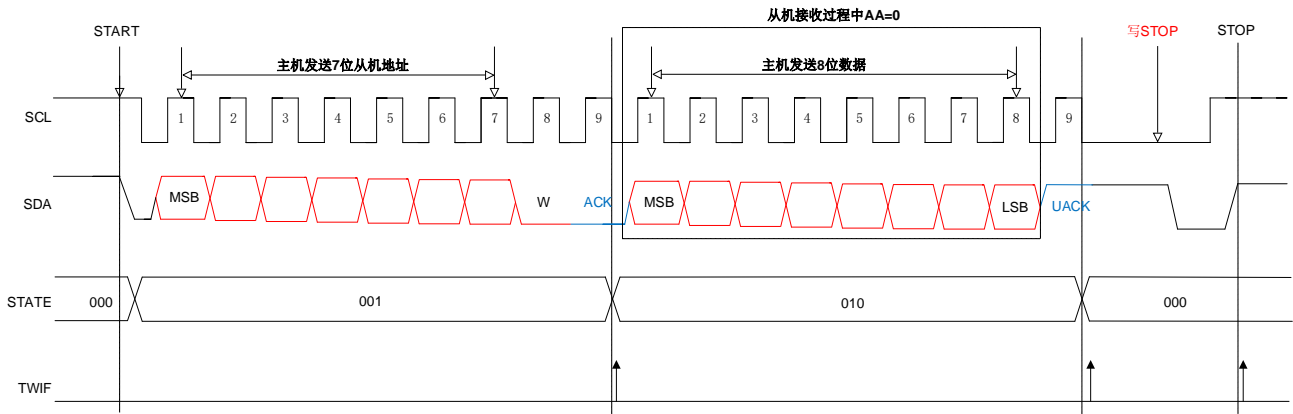 从机接收过程中AA=0
START
写STOP
STOP
主机发送7位从机地址
主机发送8位数据
SCL
1 2 3 4 5 6 7 8 9 1 2 3 4 5 6 7 8 9
SDA
MSB W ACK MSB LSB UACK
STATE 000 001 010 000
TWIF